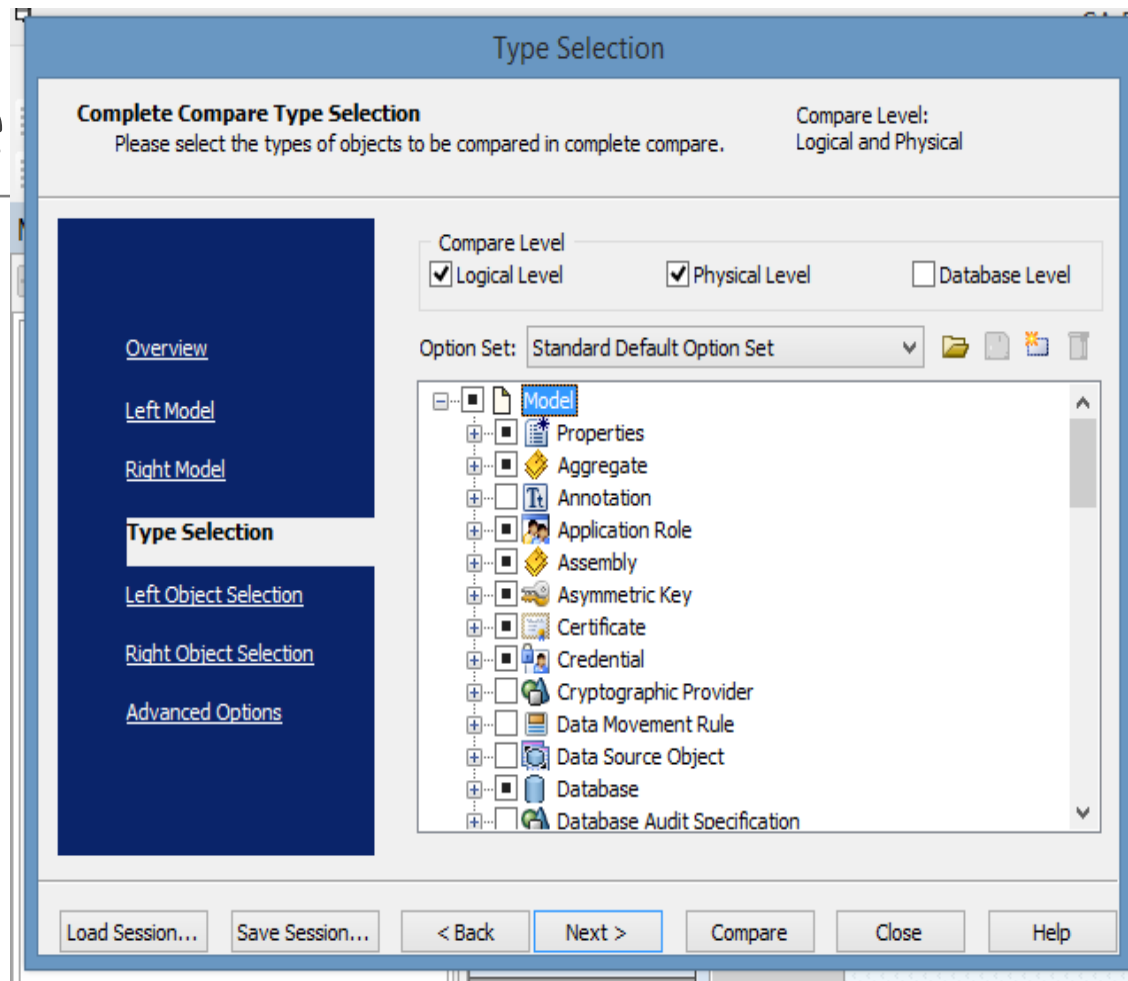 Type Selection
Complete Compare Type Selection
Please select the types of objects to be compared in complete compare.
Compare Level:
Logical and Physical
Overview
Left Model
Right Model
Type Selection
Left Object Selection
Right Object Selection
Advanced Options
Compare Level
Logical Level
Physical Level
Database Level
Option Set:
Standard Default Option Set
Model
Properties
Aggregate
Annotation
Application Role
Assembly
Asymmetric Key
Certificate
Credential
Cryptographic Provider
Data Movement Rule
Data Source Object
Database
Database Audit Specification
Load Session...
Save Session...
< Back
Next >
Compare
Close
Help